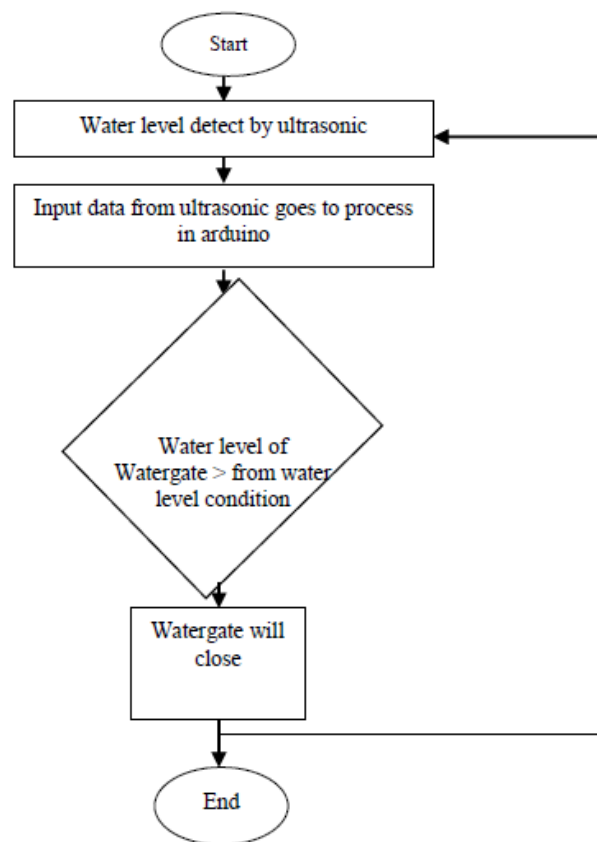 Start
Water level detect by ultrasonic
Input data from ultrasonic goes to process
in arduino
Water level of
Watergate > from water
level condition
Watergate will
close
End